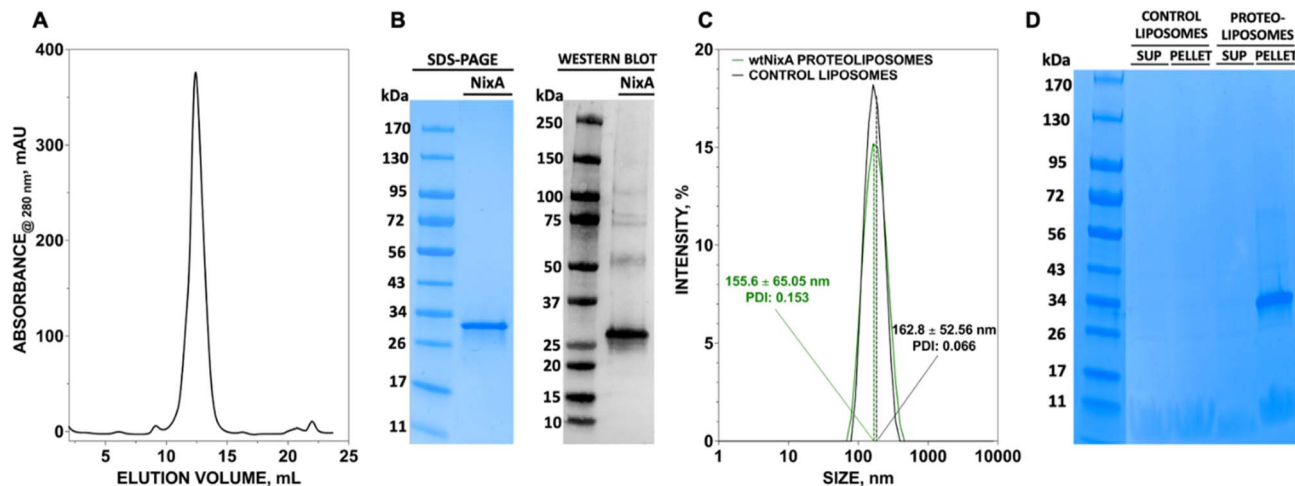 A
400
300
200
100
0
5
10
15
20
25
ABSORBANCE@ 280 nm, mAU
ELUTION VOLUME, mL
B
SDS-PAGE
NixA
kDa
170
130
95
72
56
43
34
26
17
11
WESTERN BLOT
NixA
kDa
250
150
100
75
50
37
25
20
15
10
C
20
15
10
5
0
1
10
100
1000
10000
INTENSITY, %
SIZE, nm
wtNixA PROTEOLIPOSOMES
CONTROL LIPOSOMES
155.6 ± 65.05 nm
PDI: 0.153
162.8 ± 52.56 nm
PDI: 0.066
D
CONTROL
LIPOSOMES
PROTEO-
LIPOSOMES
SUP PELLET SUP PELLET
kDa
170
130
95
72
56
43
34
26
17
11